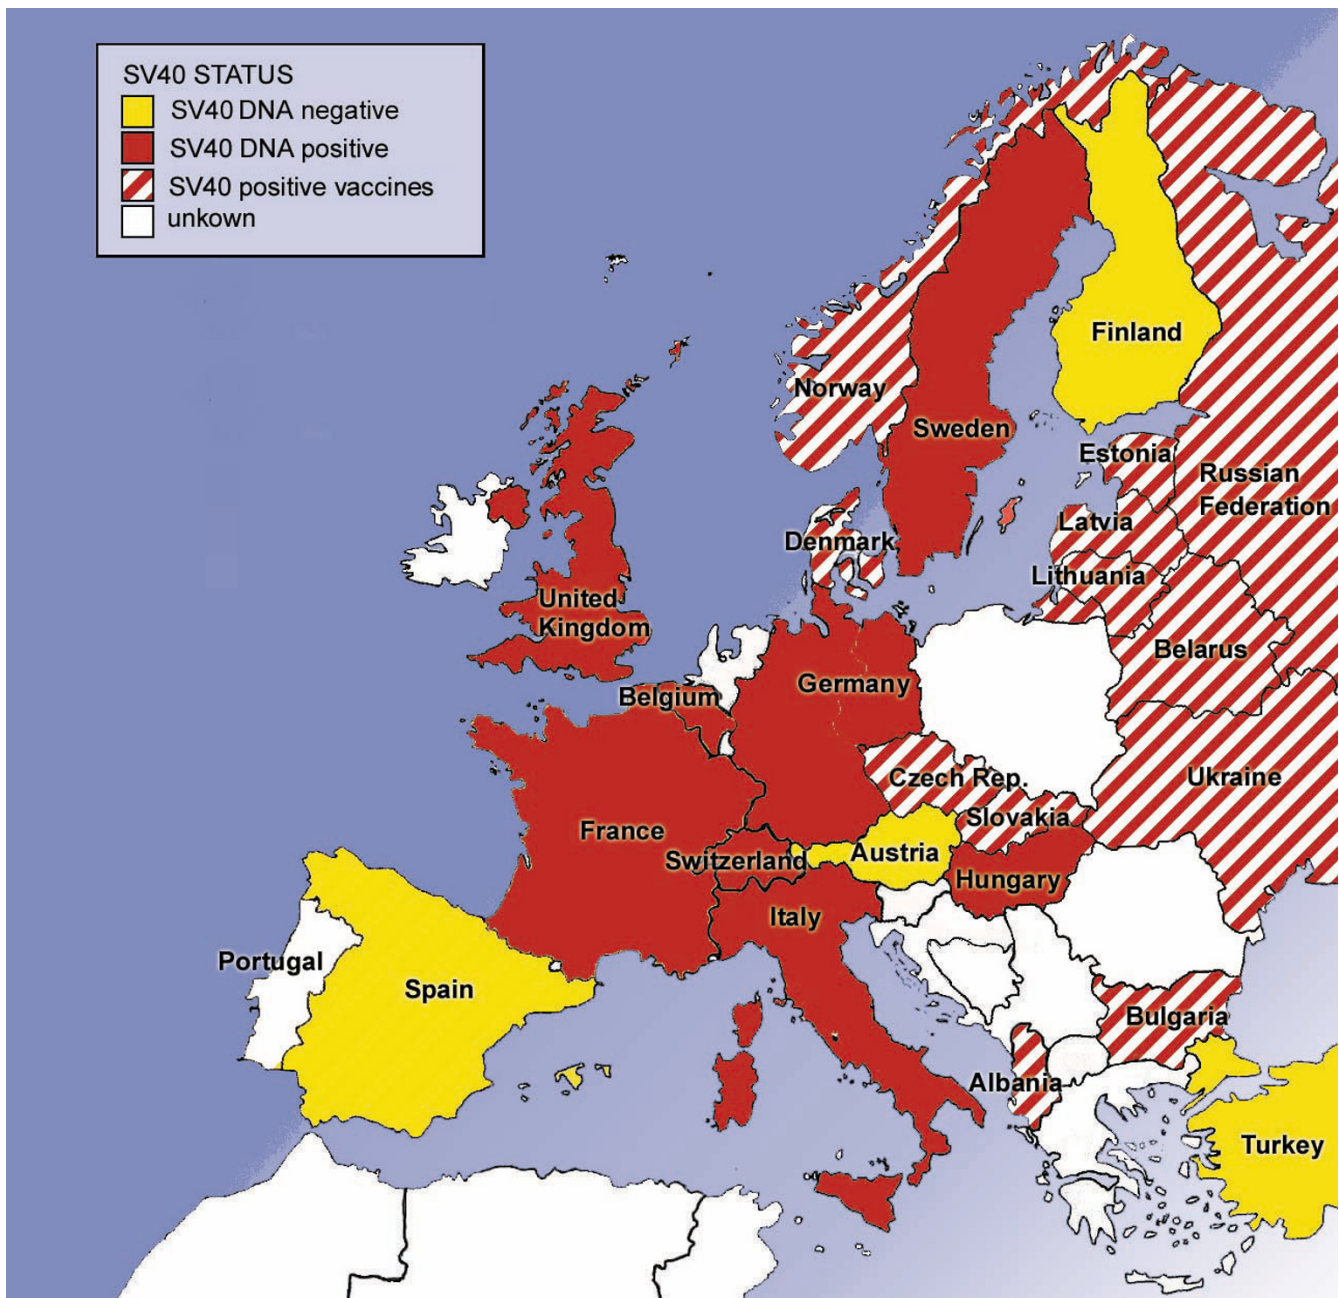 SV40 STATUS
SV40 DNA negative
SV40 DNA positive
SV40 positive vaccines
unkown
Finland
Norway
Sweden
Estonia
Russian
Federation
Latvia
Denmark
Lithuania
United
Kingdom
Belarus
Germany
Belgium
Czech Rep.
Ukraine
Slovakia
France
Switzerland
Austria
Hungary
Italy
Portugal
Spain
Bulgaria
Albania
Turkey